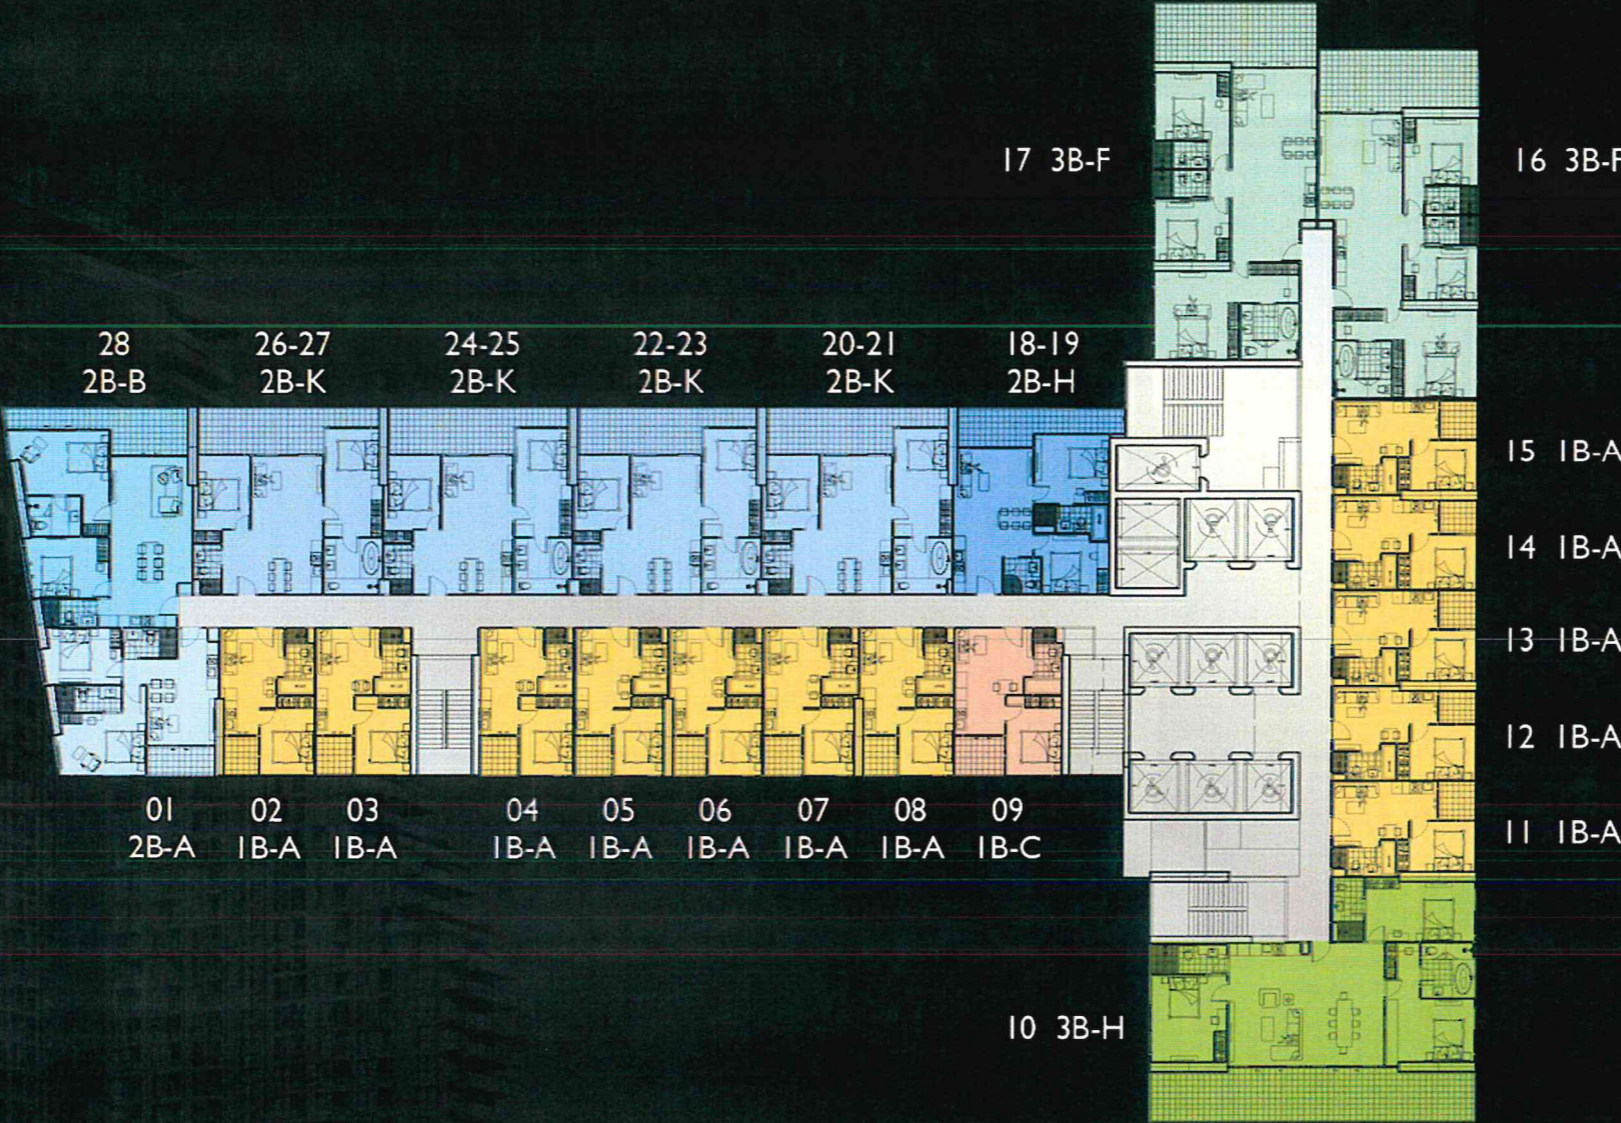 17 3B-F
16 3B-F
28
2B-B
26-27
2B-K
24-25
2B-K
22-23
2B-K
20-21
2B-K
18-19
2B-H
15 1B-A
14 1B-A
13 1B-A
12 1B-A
11 1B-A
01
2B-A
02
1B-A
03
1B-A
04
1B-A
05
1B-A
06
1B-A
07
1B-A
08
1B-A
09
1B-C
10 3B-H